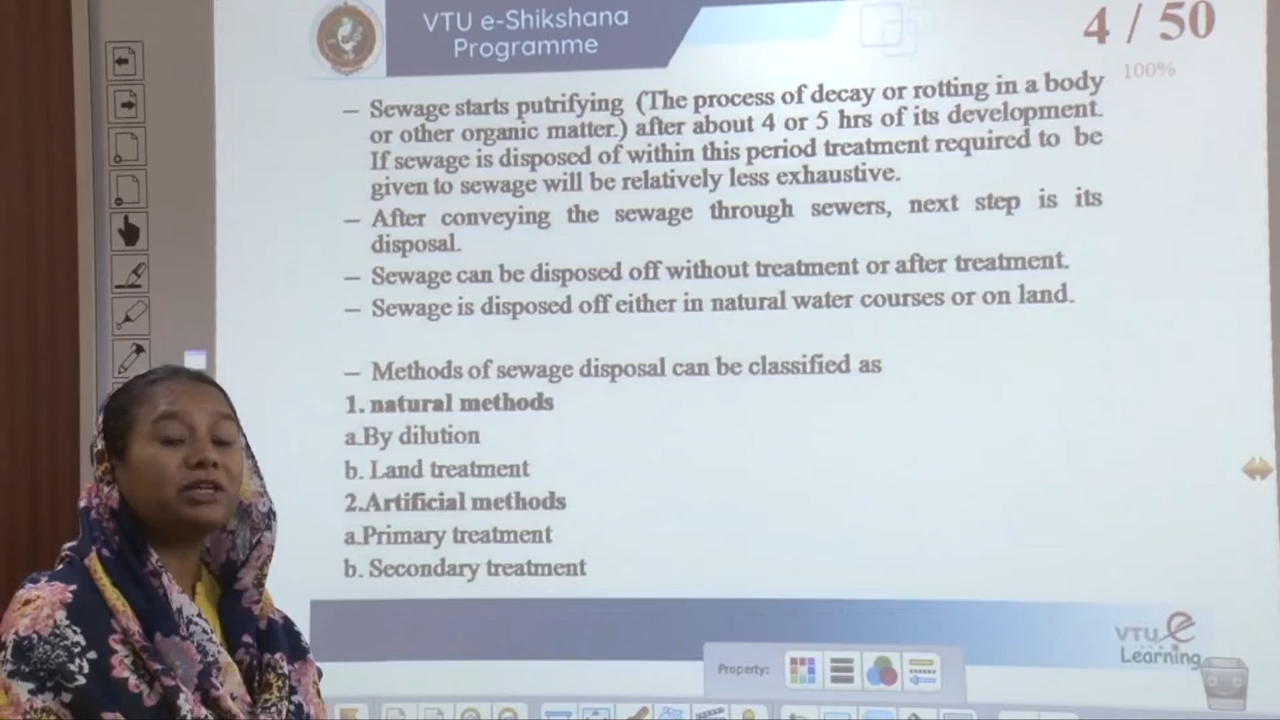 VTU e-Shikshana
Programme
4 / 50
100%
– Sewage starts putrifying (The process of decay or rotting in a body
or other organic matter.) after about 4 or 5 hrs of its development.
If sewage is disposed of within this period treatment required to be
given to sewage will be relatively less exhaustive.
– After conveying the sewage through sewers, next step is its
disposal.
– Sewage can be disposed off without treatment or after treatment.
– Sewage is disposed off either in natural water courses or on land.
– Methods of sewage disposal can be classified as
1. natural methods
a.By dilution
b. Land treatment
2.Artificial methods
a.Primary treatment
b. Secondary treatment
VTU e
Learning
Property: